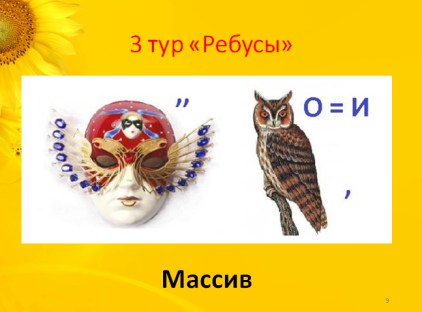 3 тур «Ребусы»
” О = И
,
Массив
9